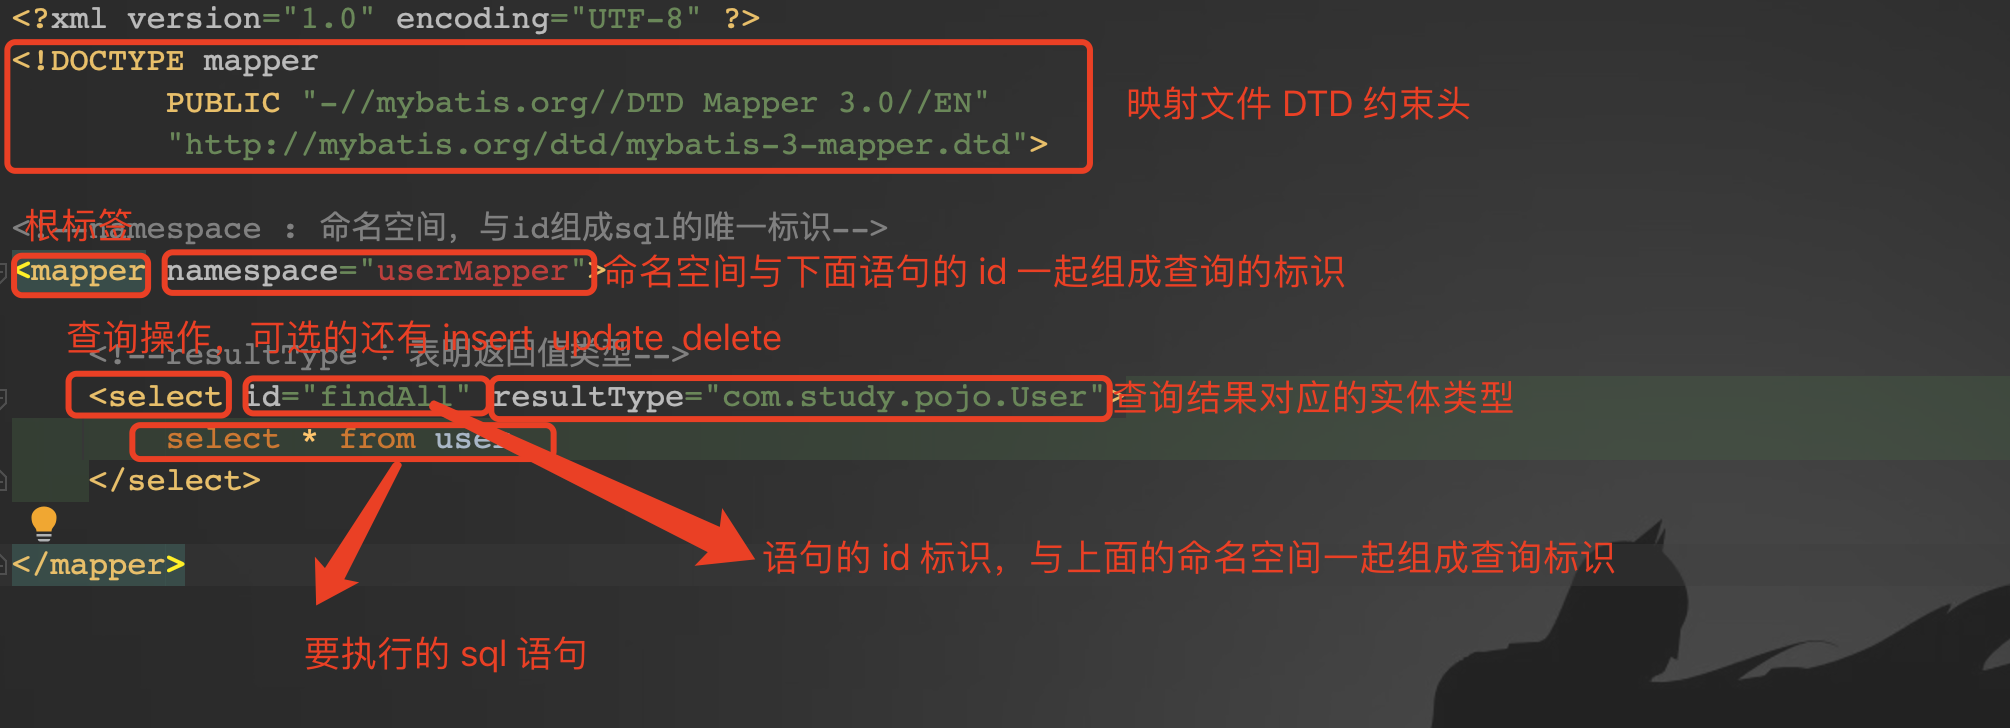 <?xml version="1.0" encoding="UTF-8" ?>
<!DOCTYPE mapper
PUBLIC "-//mybatis.org//DTD Mapper 3.0//EN"
映射文件 DTD 约束头
"http://mybatis.org/dtd/mybatis-3-mapper.dtd">
根标签
<!--namespace : 命名空间，与id组成sql的唯一标识-->
<mapper namespace="userMapper">
命名空间与下面语句的 id 一起组成查询的标识
查询操作，可选的还有 insert update delete
<!--resultType : 表明返回值类型-->
<select id="findAll" resultType="com.study.pojo.User">
查询结果对应的实体类型
select * from user
</select>
语句的 id 标识，与上面的命名空间一起组成查询标识
</mapper>
要执行的 sql 语句